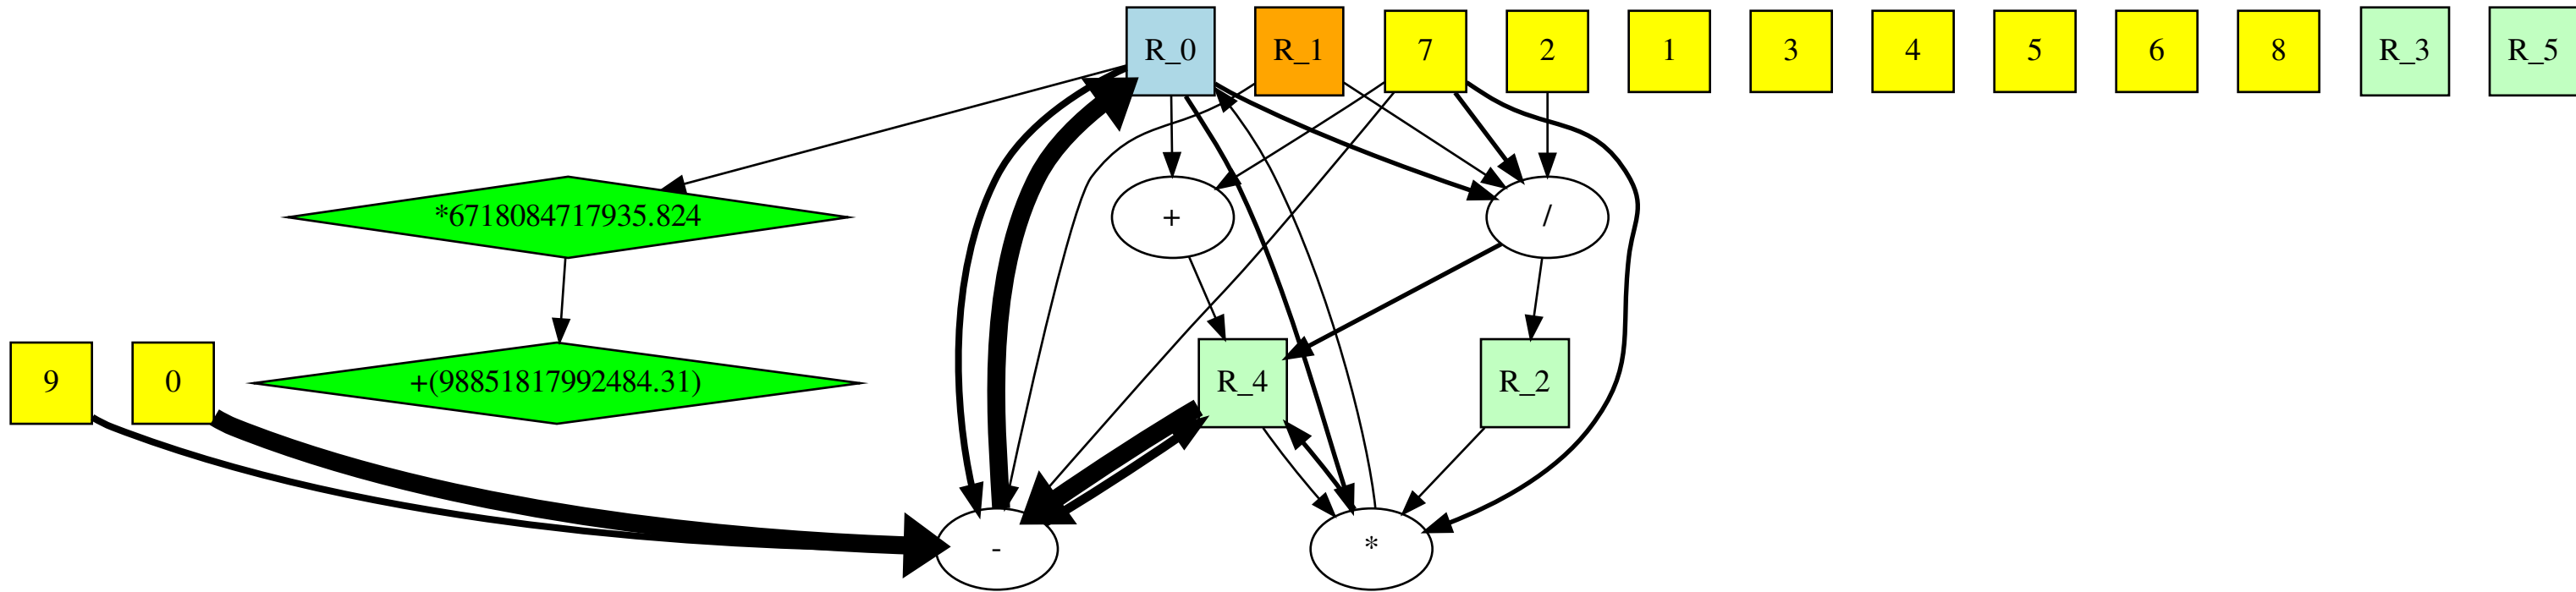 R_0
R_1
7
2
1
3
4
5
6
8
R_3
R_5
*6718084717935.824
+
/
9
0
+(98851817992484.31)
R_4
R_2
-
*